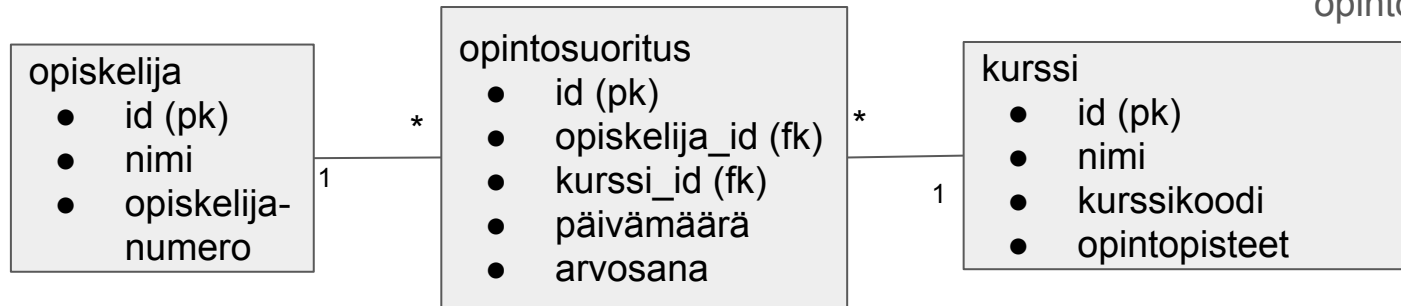 opinto
opiskelija
● id (pk)
● nimi
● opiskelija-
numero
1
*
opintosuoritus
● id (pk)
● opiskelija_id (fk)
● kurssi_id (fk)
● päivämäärä
● arvosana
*
1
kurssi
● id (pk)
● nimi
● kurssikoodi
● opintopisteet